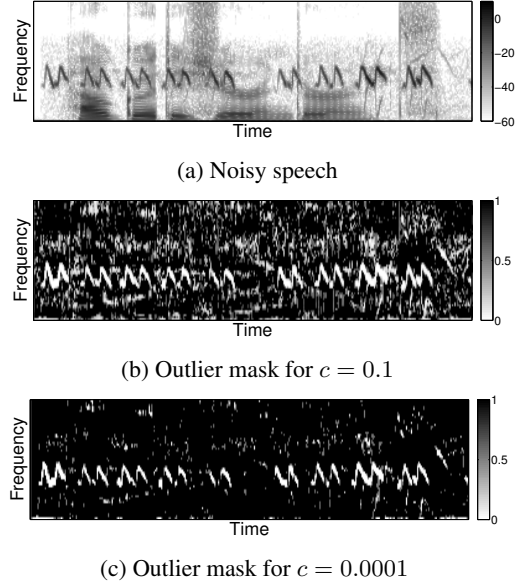 Frequency
0
−20
−40
−60
Time
(a) Noisy speech
Frequency
1
0.5
0
Time
(b) Outlier mask for c = 0.1
Frequency
1
0.5
0
Time
(c) Outlier mask for c = 0.0001